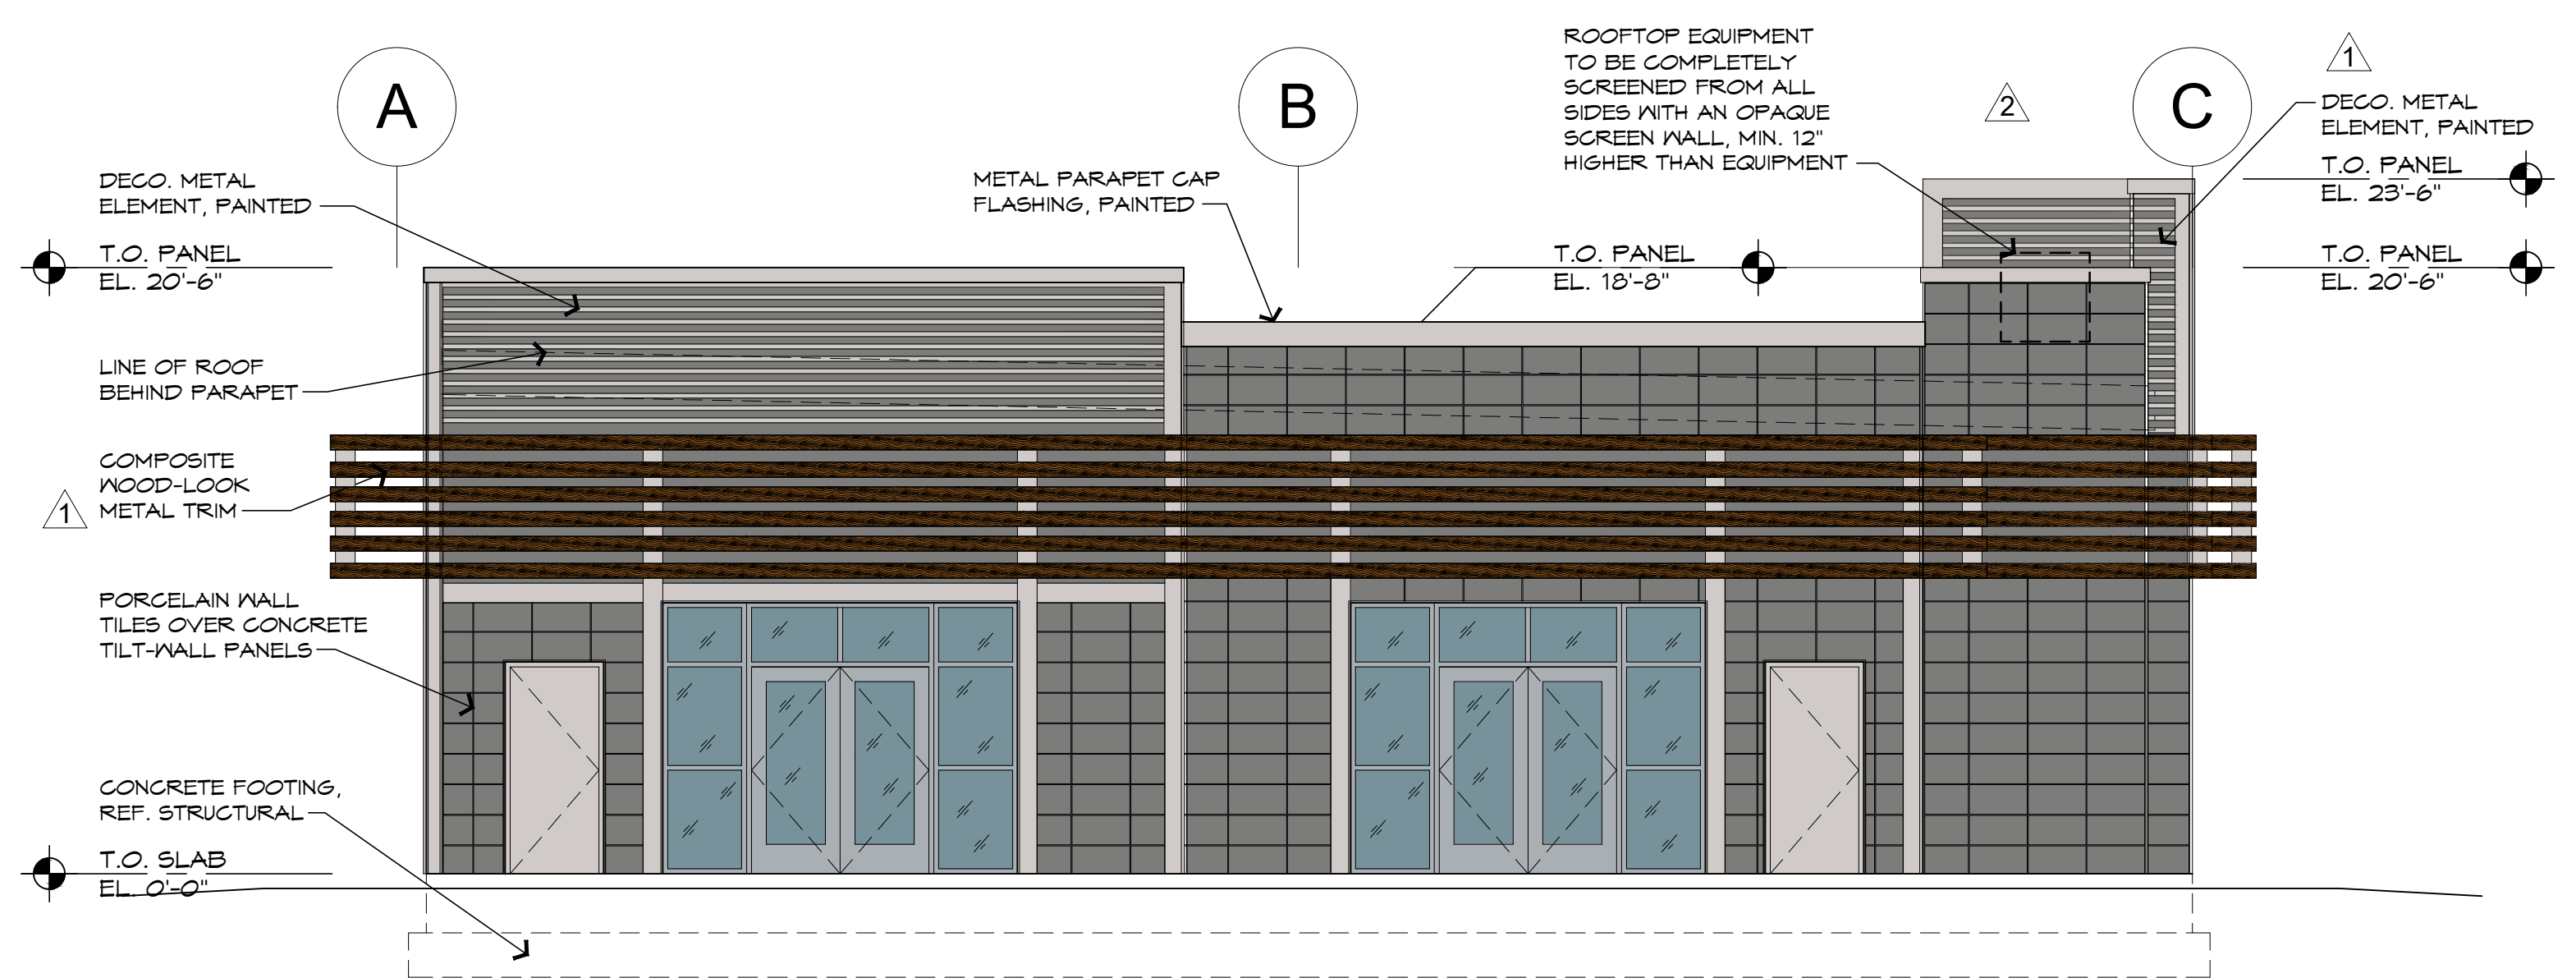 A
B
C
ROOFTOP EQUIPMENT
TO BE COMPLETELY
SCREENED FROM ALL
SIDES WITH AN OPAQUE
SCREEN WALL, MIN. 12"
HIGHER THAN EQUIPMENT
2
1
DECO. METAL
ELEMENT, PAINTED
T.O. PANEL
EL. 23'-6"
T.O. PANEL
EL. 20'-6"
DECO. METAL
ELEMENT, PAINTED
METAL PARAPET CAP
FLASHING, PAINTED
T.O. PANEL
EL. 20'-6"
T.O. PANEL
EL. 18'-8"
LINE OF ROOF
BEHIND PARAPET
1
COMPOSITE
WOOD-LOOK
METAL TRIM
PORCELAIN WALL
TILES OVER CONCRETE
TILT-WALL PANELS
CONCRETE FOOTING,
REF. STRUCTURAL
T.O. SLAB
EL. 0'-0"